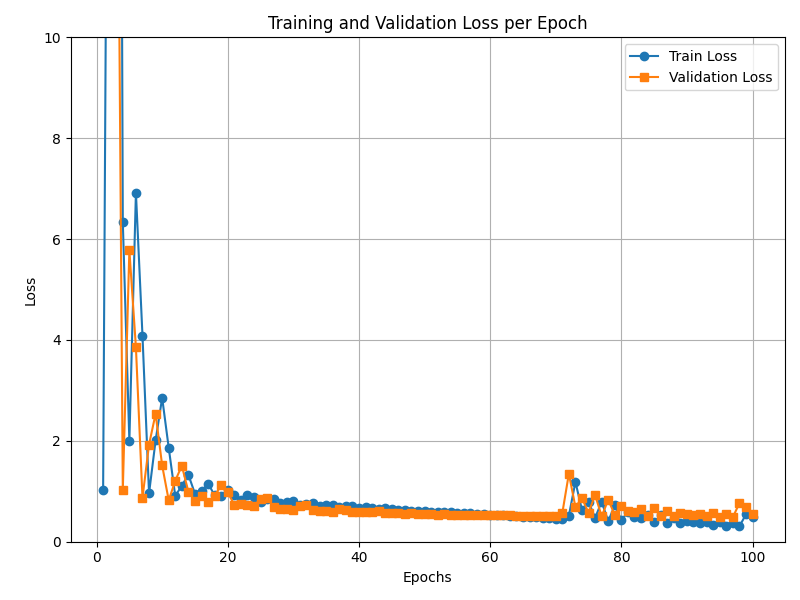 Training and Validation Loss per Epoch
Train Loss
Validation Loss
10
8
6
4
2
0
Loss
0 20 40 60 80 100
Epochs